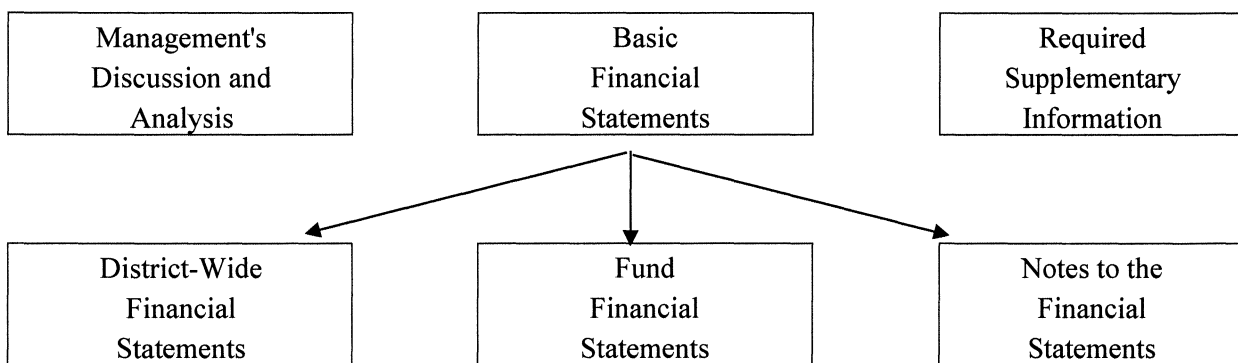 Management's
Discussion and
Analysis
Basic
Financial
Statements
Required
Supplementary
Information
District-Wide
Financial
Statements
Fund
Financial
Statements
Notes to the
Financial
Statements